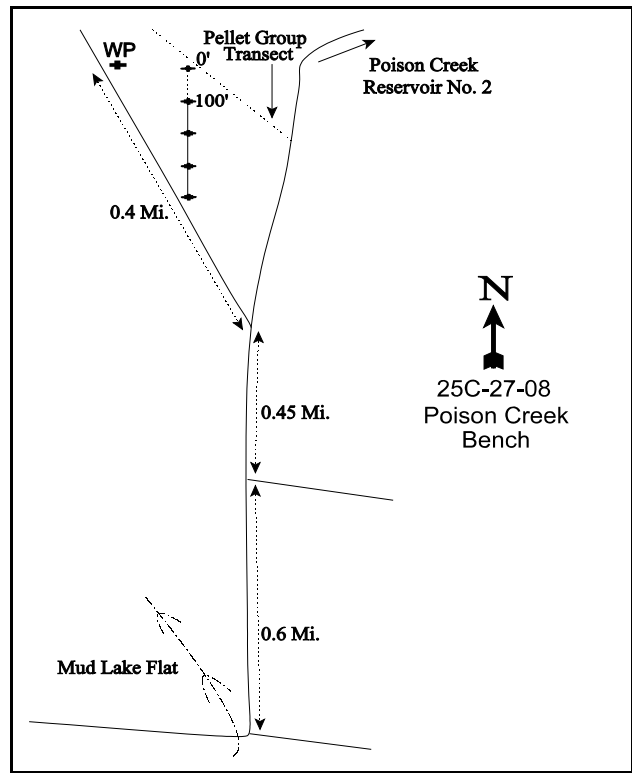 WP
0'
100'
Pellet Group
Transect
Poison Creek
Reservoir No. 2
0.4 Mi.
N
25C-27-08
Poison Creek
Bench
0.45 Mi.
0.6 Mi.
Mud Lake Flat